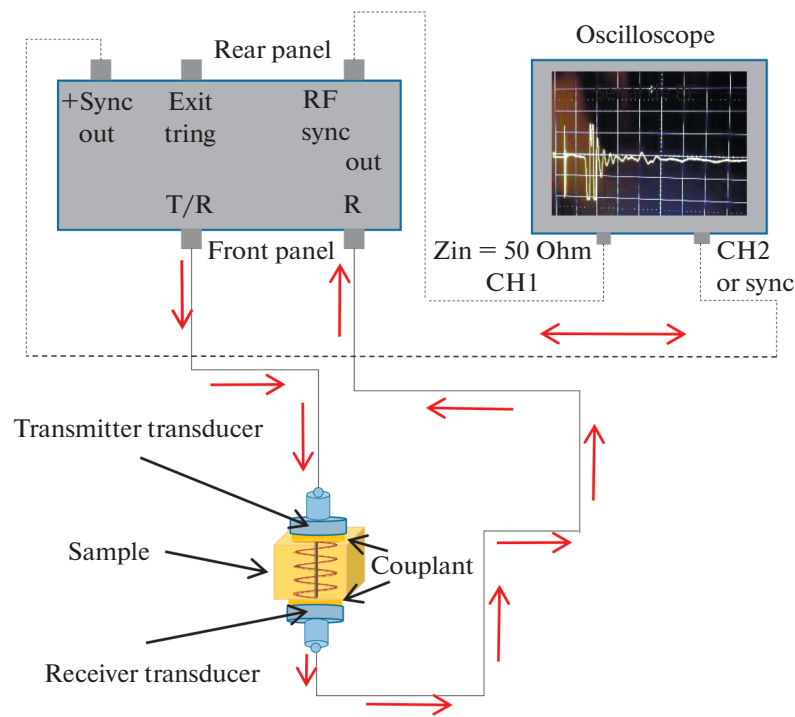 Rear panel
Oscilloscope
+Sync
out
Exit
tring
RF
sync
out
T/R
R
Front panel
Zin = 50 Ohm
CH1
CH2
or sync
Transmitter transducer
Sample
Couplant
Receiver transducer